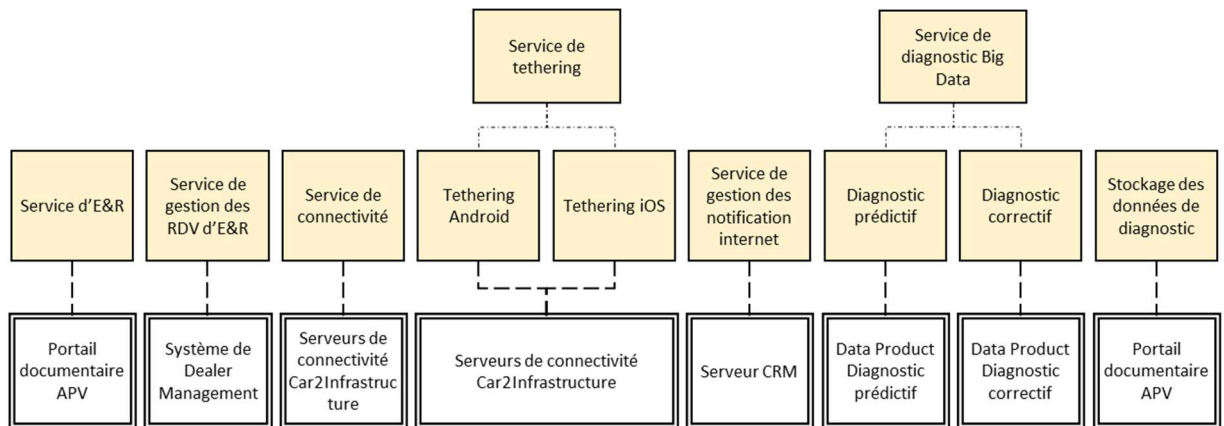 Service de
tethering
Service de
diagnostic Big
Data
Service d’E&R
Service de
gestion des
RDV d’E&R
Service de
connectivité
Tethering
Android
Tethering iOS
Service de
gestion des
notification
internet
Diagnostic
prédictif
Diagnostic
correctif
Stockage des
données de
diagnostic
Portail
documentaire
APV
Système de
Dealer
Management
Serveurs de
connectivité
Car2Infrastruc
ture
Serveurs de connectivité
Car2Infrastructure
Serveur CRM
Data Product
Diagnostic
prédictif
Data Product
Diagnostic
correctif
Portail
documentaire
APV